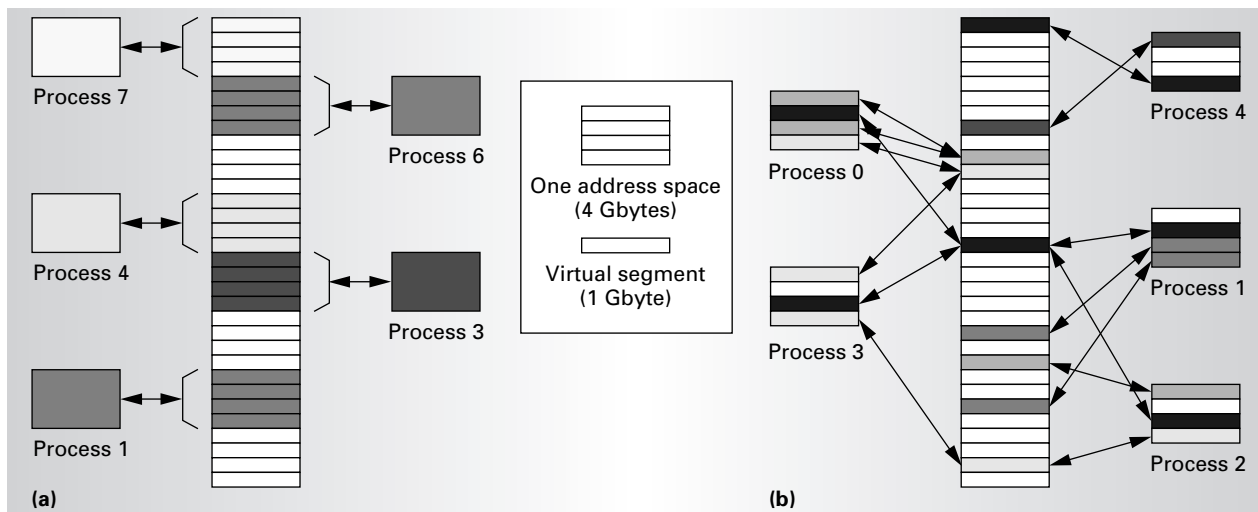 Process 7
Process 6
Process 4
Process 3
Process 1
(a)
One address space
(4 Gbytes)
Virtual segment
(1 Gbyte)
Process 4
Process 0
Process 1
Process 3
Process 2
(b)